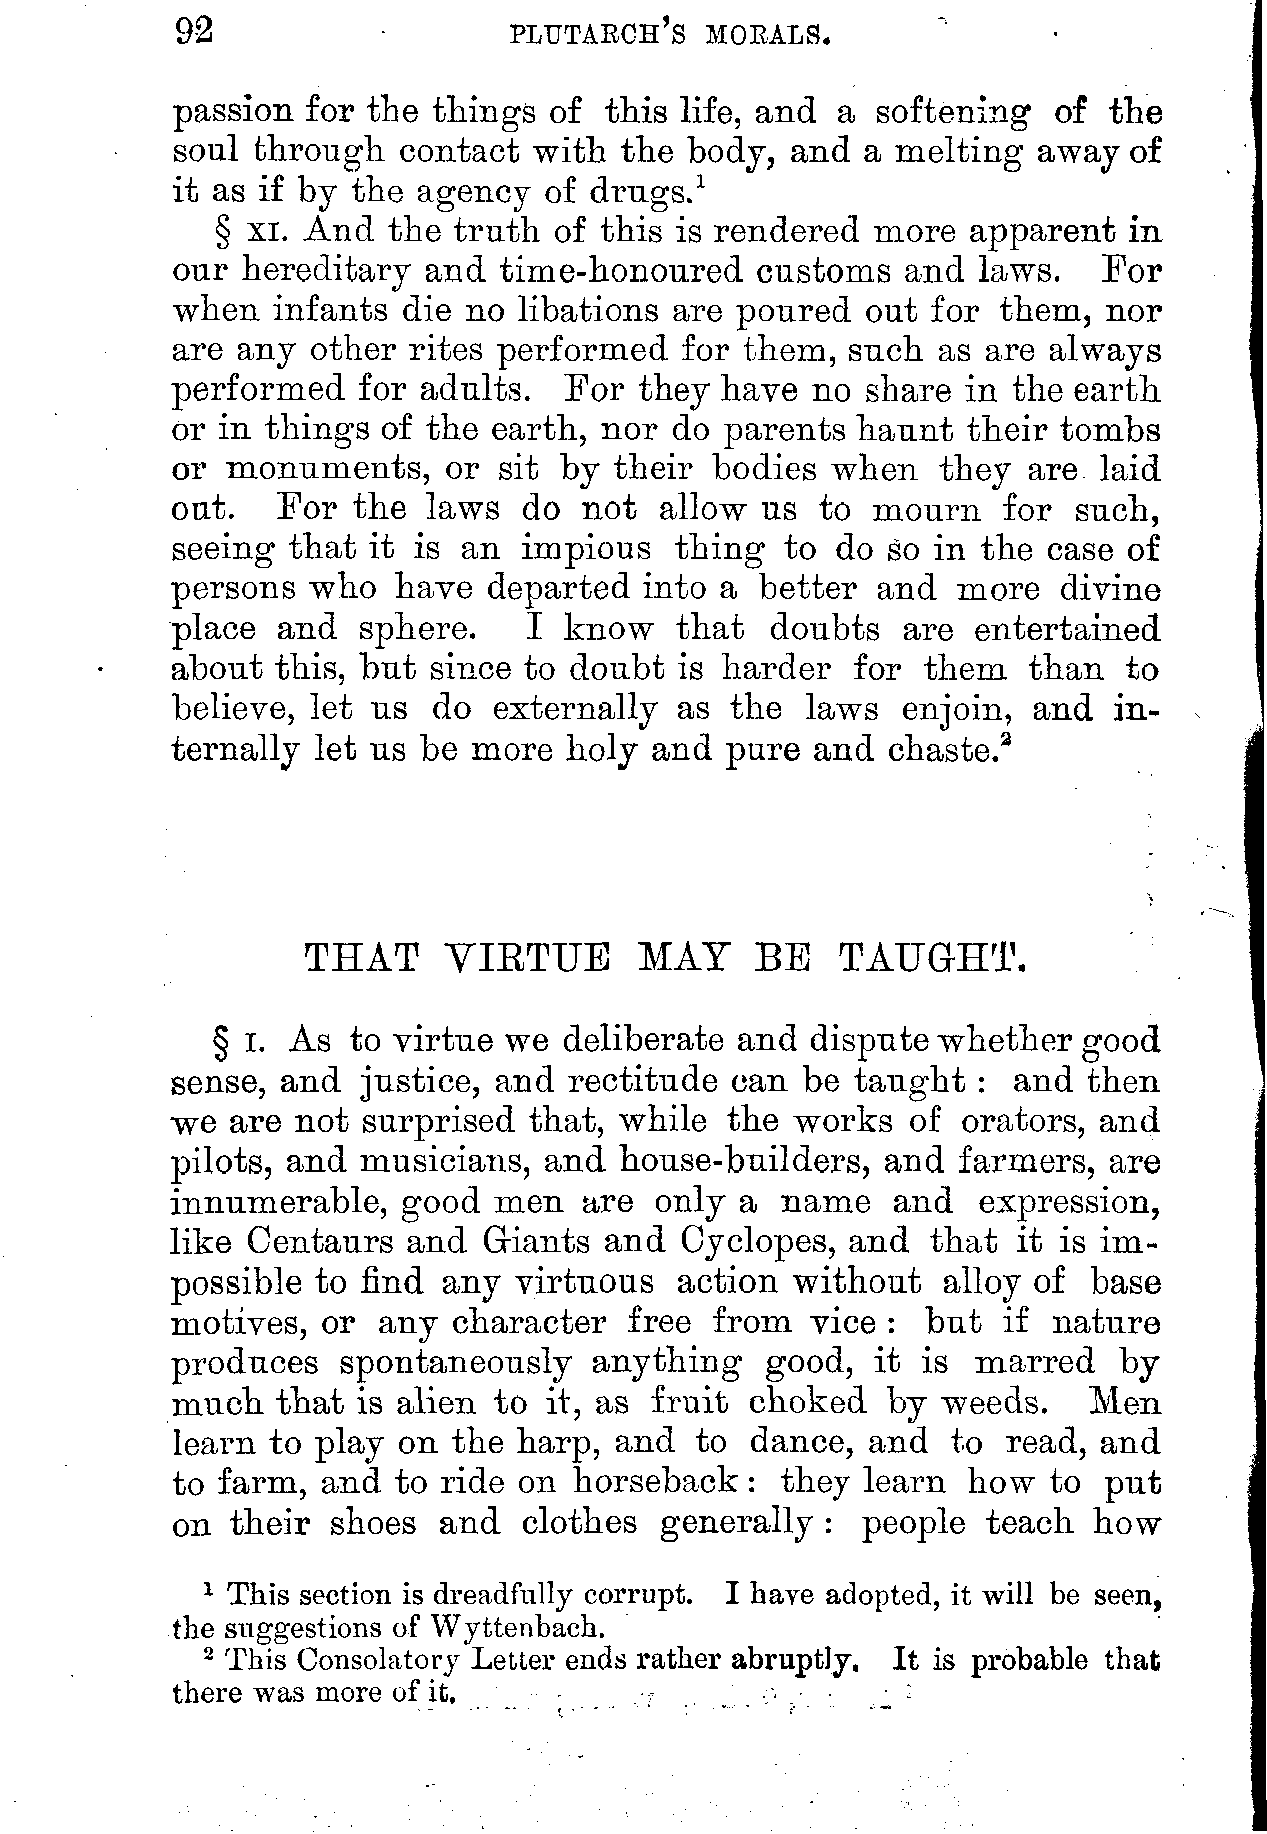 92 PLUTARCH'S MORALS.
passion for the things of this life, and a softening of the
soul through contact with the body, and a melting away of
it as if by the agency of drugs.¹
§ XI. And the truth of this is rendered more apparent in
our hereditary and time-honoured customs and laws. For
when infants die no libations are poured out for them, nor
are any other rites performed for them, such as are always
performed for adults. For they have no share in the earth
or in things of the earth, nor do parents haunt their tombs
or monuments, or sit by their bodies when they are laid
out. For the laws do not allow us to mourn for such,
seeing that it is an impious thing to do so in the case of
persons who have departed into a better and more divine
place and sphere. I know that doubts are entertained
about this, but since to doubt is harder for them than to
believe, let us do externally as the laws enjoin, and in-
ternally let us be more holy and pure and chaste.²
THAT VIRTUE MAY BE TAUGHT.
§ I. As to virtue we deliberate and dispute whether good
sense, and justice, and rectitude can be taught : and then
we are not surprised that, while the works of orators, and
pilots, and musicians, and house-builders, and farmers, are
innumerable, good men are only a name and expression,
like Centaurs and Giants and Cyclopes, and that it is im-
possible to find any virtuous action without alloy of base
motives, or any character free from vice : but if nature
produces spontaneously anything good, it is marred by
much that is alien to it, as fruit choked by weeds. Men
learn to play on the harp, and to dance, and to read, and
to farm, and to ride on horseback : they learn how to put
on their shoes and clothes generally : people teach how
¹ This section is dreadfully corrupt. I have adopted, it will be seen,
the suggestions of Wyttenbach.
² This Consolatory Letter ends rather abruptly. It is probable that
there was more of it.